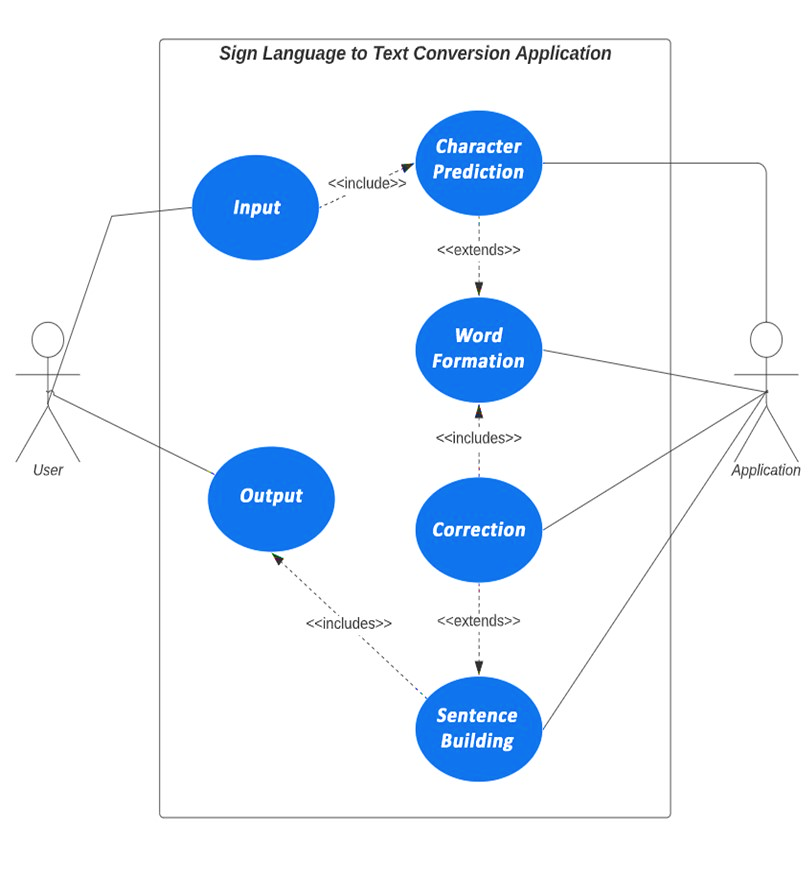 Sign Language to Text Conversion Application
Character
Prediction
<<include>>
Input
<<extends>>
Word
Formation
<<includes>>
User
Application
Output
Correction
<<extends>>
<<includes>>
Sentence
Building